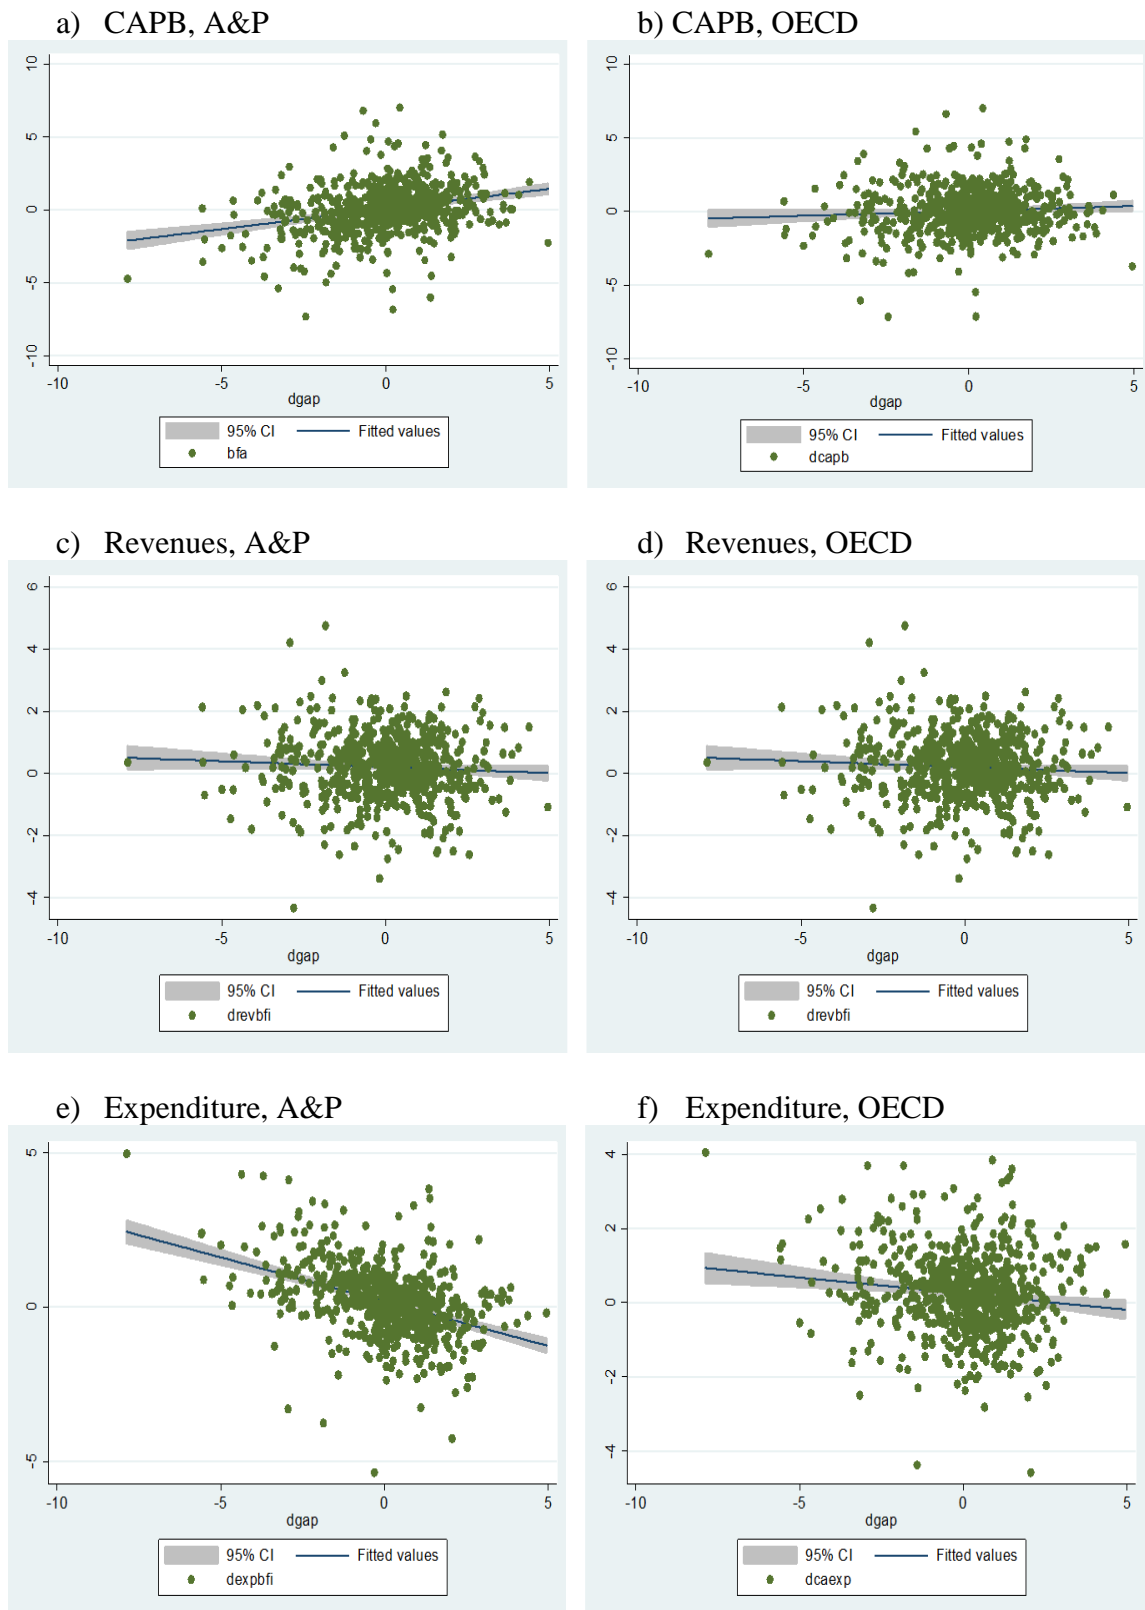 a) CAPB, A&P
b) CAPB, OECD
10
5
0
-5
-10
-10 -5 0 5
dgap
95% CI Fitted values
bfa
10
5
0
-5
-10
-10 -5 0 5
dgap
95% CI Fitted values
dcapb
c) Revenues, A&P
d) Revenues, OECD
6
4
2
0
-2
-4
-10 -5 0 5
dgap
95% CI Fitted values
drevbfi
6
4
2
0
-2
-4
-10 -5 0 5
dgap
95% CI Fitted values
drevbfi
e) Expenditure, A&P
f) Expenditure, OECD
5
0
-5
-10 -5 0 5
dgap
95% CI Fitted values
dexpbfi
4
2
0
-2
-4
-10 -5 0 5
dgap
95% CI Fitted values
dcaexp